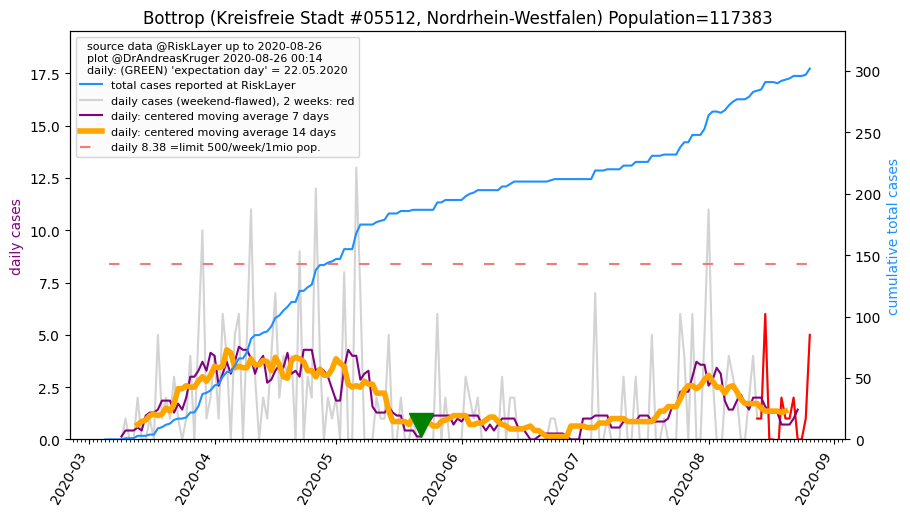 Bottrop (Kreisfreie Stadt #05512, Nordrhein-Westfalen) Population=117383
source data @RiskLayer up to 2020-08-26
plot @DrAndreasKruger 2020-08-26 00:14
daily: (GREEN) 'expectation day' = 22.05.2020
total cases reported at RiskLayer
daily cases (weekend-flawed), 2 weeks: red
daily: centered moving average 7 days
daily: centered moving average 14 days
daily 8.38 =limit 500/week/1mio pop.
daily cases
17.5
15.0
12.5
10.0
7.5
5.0
2.5
0.0
cumulative total cases
300
250
200
150
100
50
0
2020-03
2020-04
2020-05
2020-06
2020-07
2020-08
2020-09